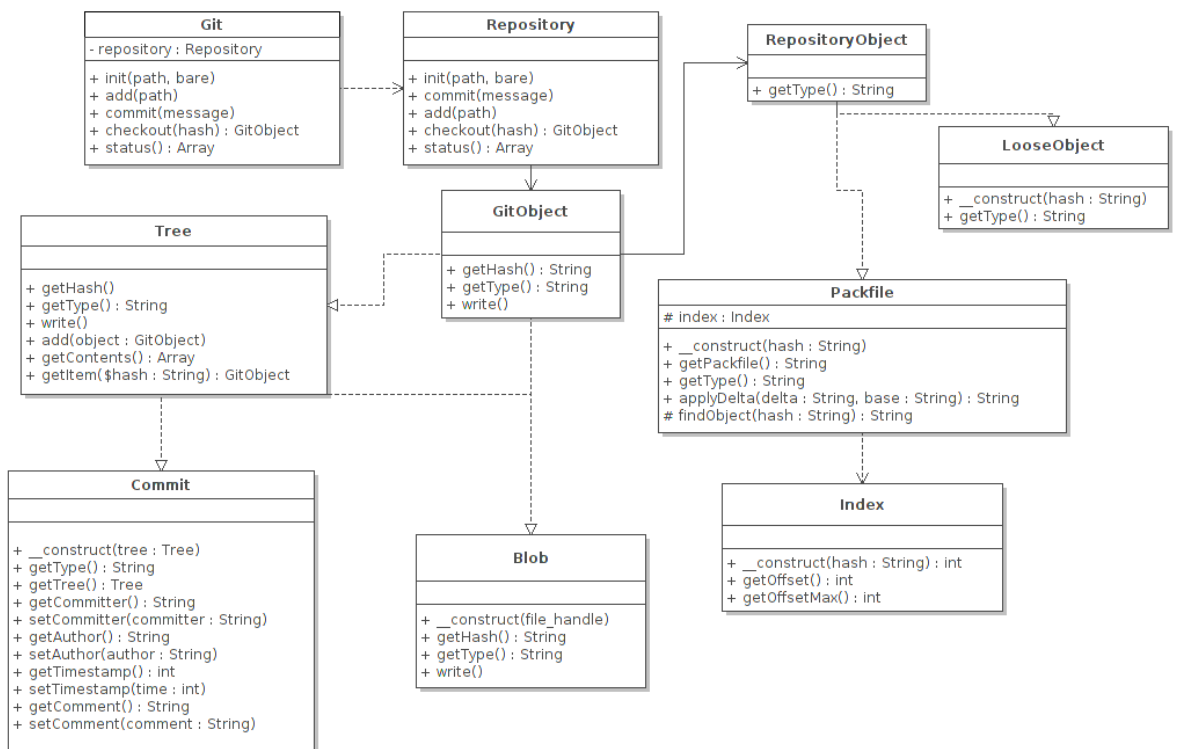 Git
- repository : Repository
+ init(path, bare)
+ add(path)
+ commit(message)
+ checkout(hash) : GitObject
+ status() : Array
Repository
+ init(path, bare)
+ commit(message)
+ add(path)
+ checkout(hash) : GitObject
+ status() : Array
RepositoryObject
+ getType() : String
LooseObject
+ __construct(hash : String)
+ getType() : String
GitObject
+ getHash() : String
+ getType() : String
+ write()
Tree
+ getHash()
+ getType() : String
+ write()
+ add(object : GitObject)
+ getContents() : Array
+ getItem($hash : String) : GitObject
Packfile
# index : Index
+ __construct(hash : String)
+ getPackfile() : String
+ getType() : String
+ applyDelta(delta : String, base : String) : String
# findObject(hash : String) : String
Commit
+ __construct(tree : Tree)
+ getType() : String
+ getTree() : Tree
+ getCommitter() : String
+ setCommitter(committer : String)
+ getAuthor() : String
+ setAuthor(author : String)
+ getTimestamp() : int
+ setTimestamp(time : int)
+ getComment() : String
+ setComment(comment : String)
Blob
+ __construct(file_handle)
+ getHash() : String
+ getType() : String
+ write()
Index
+ __construct(hash : String) : int
+ getOffset() : int
+ getOffsetMax() : int